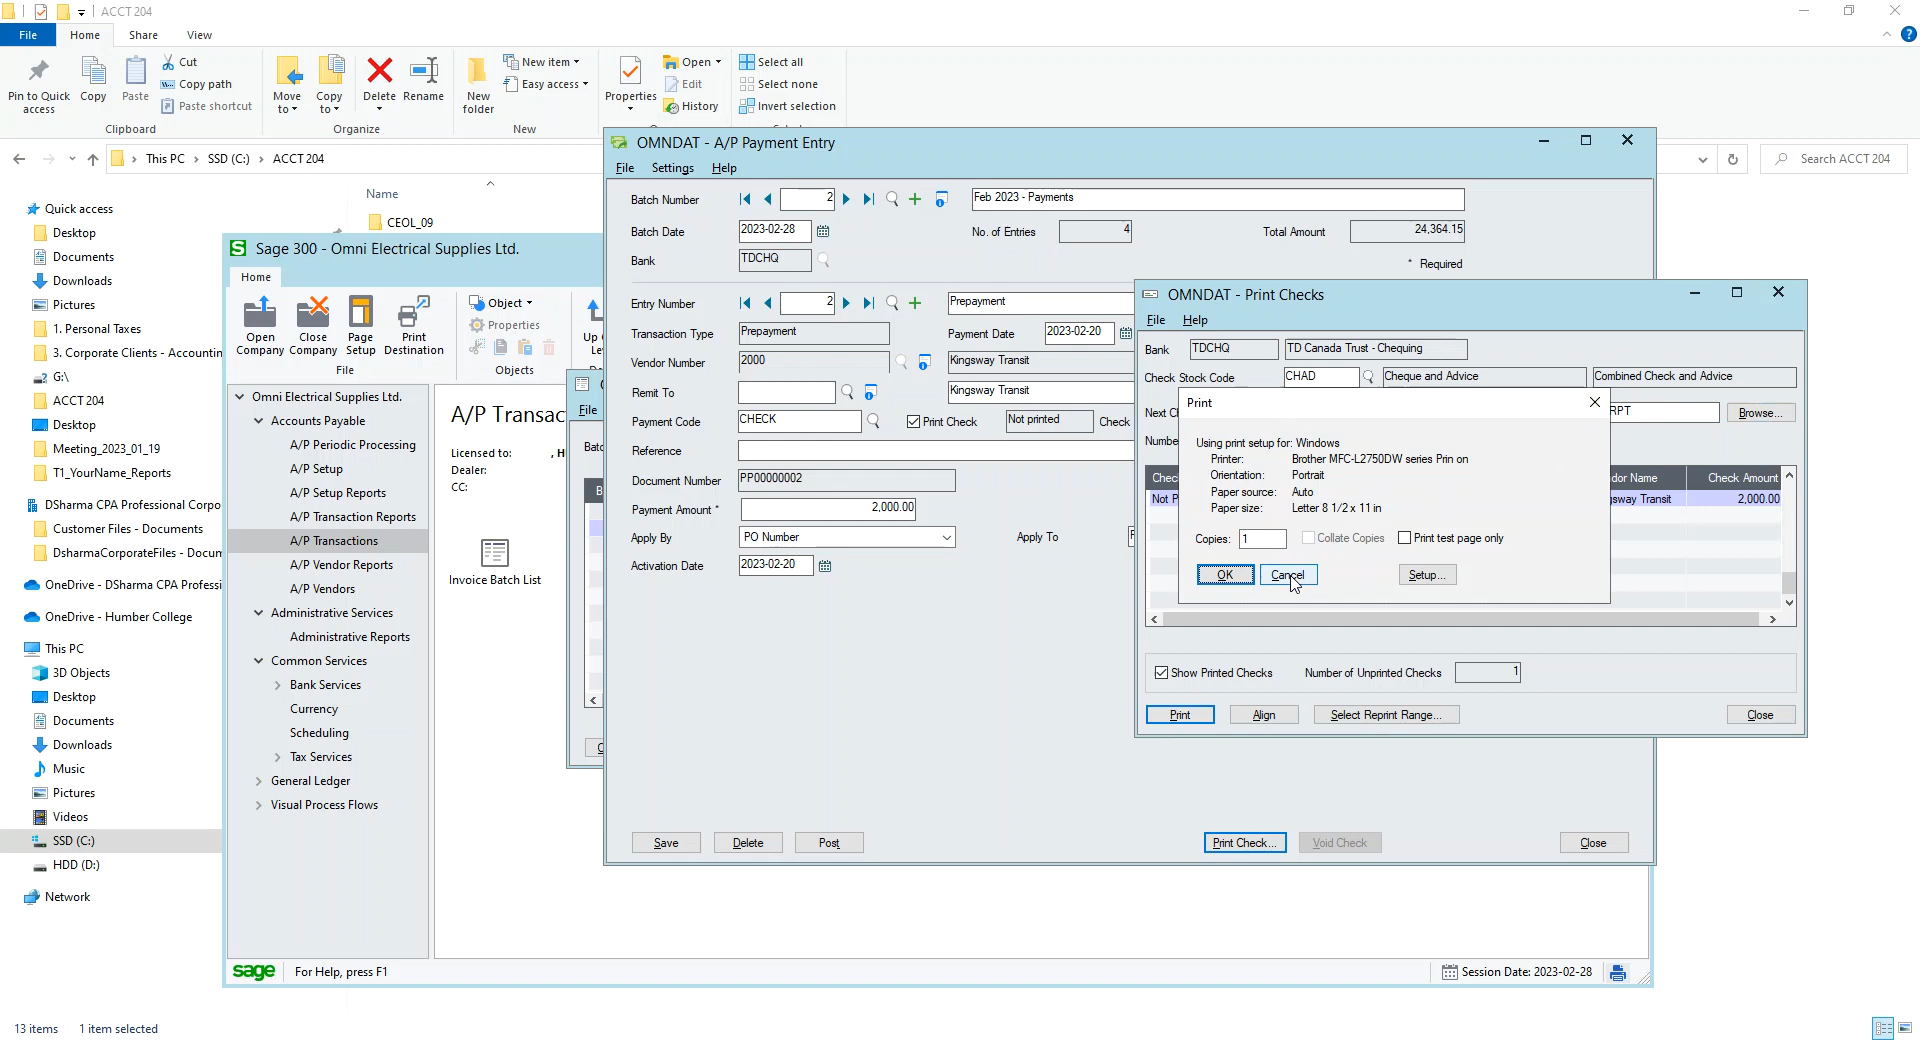 ACCT 204
File
Home
Share
View
Pin to Quick access
Copy
Paste
Cut
Copy path
Paste shortcut
Clipboard
Move to
Copy to
Delete
Rename
Organize
New folder
New item
Easy access
New
Properties
Open
Edit
History
Select all
Select none
Invert selection
This PC
SSD (C:)
ACCT 204
Search ACCT 204
Name
CEOL_09
Quick access
Desktop
Documents
Downloads
Pictures
1. Personal Taxes
3. Corporate Clients - Accountin
G:\
ACCT 204
Desktop
Meeting_2023_01_19
T1_YourName_Reports
DSharma CPA Professional Corpo
Customer Files - Documents
DsharmaCorporateFiles - Docum
OneDrive - DSharma CPA Professi
OneDrive - Humber College
This PC
3D Objects
Desktop
Documents
Downloads
Music
Pictures
Videos
SSD (C:)
HDD (D:)
Network
13 items
1 item selected
Sage 300 - Omni Electrical Supplies Ltd.
Home
Open Company
Close Company
Page Setup
Print Destination
File
Object
Properties
Objects
Up
Omni Electrical Supplies Ltd.
Accounts Payable
A/P Periodic Processing
A/P Setup
A/P Setup Reports
A/P Transaction Reports
A/P Transactions
A/P Vendor Reports
A/P Vendors
Administrative Services
Administrative Reports
Common Services
Bank Services
Currency
Scheduling
Tax Services
General Ledger
Visual Process Flows
A/P Transac
Licensed to: , H
Dealer:
CC:
Invoice Batch List
sage
For Help, press F1
Session Date: 2023-02-28
File
Batc
B
OMNDAT - A/P Payment Entry
File
Settings
Help
Batch Number 2
Feb 2023 - Payments
Batch Date 2023-02-28
No. of Entries 4
Total Amount 24,364.15
Bank TDCHQ
* Required
Entry Number 2
Prepayment
Transaction Type Prepayment
Payment Date 2023-02-20
Vendor Number 2000
Kingsway Transit
Remit To
Kingsway Transit
Payment Code CHECK
Print Check
Not printed
Check
Reference
Document Number PP00000002
Payment Amount * 2,000.00
Apply By PO Number
Apply To
Activation Date 2023-02-20
Save
Delete
Post
Print Check...
Void Check
Close
OMNDAT - Print Checks
File
Help
Bank TDCHQ TD Canada Trust - Chequing
Check Stock Code CHAD Cheque and Advice Combined Check and Advice
Next Ch
RPT
Browse...
Numbe
Chec
dor Name
Check Amount
Not P
gsway Transit
2,000.00
Show Printed Checks
Number of Unprinted Checks 1
Print
Align
Select Reprint Range...
Close
Print
Using print setup for: Windows
Printer: Brother MFC-L2750DW series Prin on
Orientation: Portrait
Paper source: Auto
Paper size: Letter 8 1/2 x 11 in
Copies: 1
Collate Copies
Print test page only
OK
Cancel
Setup...